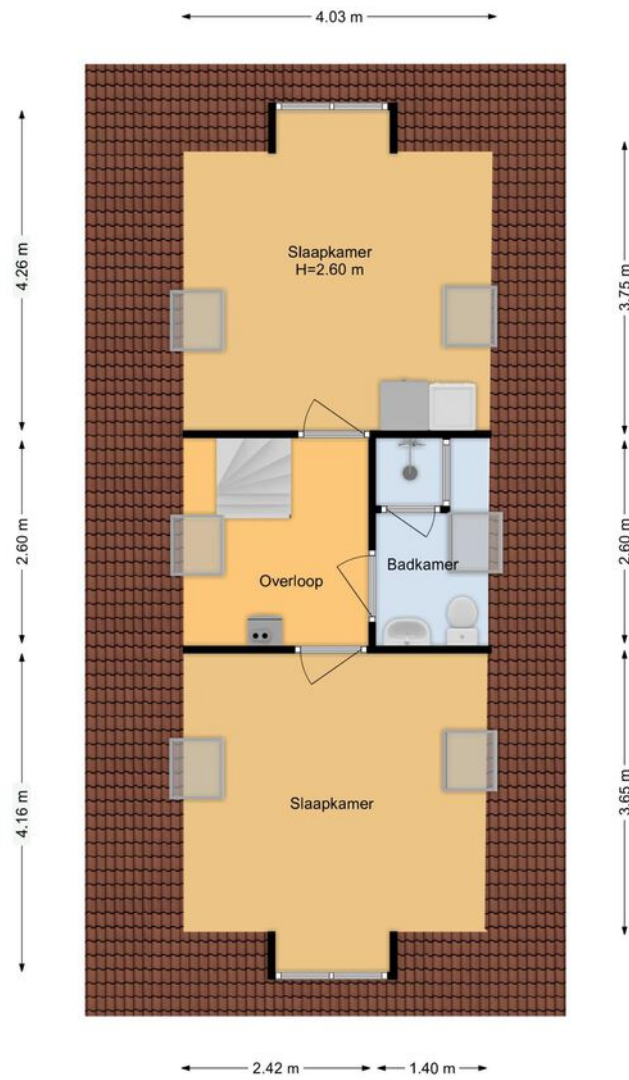 4.03 m
4.26 m
3.75 m
Slaapkamer
H=2.60 m
2.60 m
2.60 m
Overloop
Badkamer
4.16 m
3.65 m
Slaapkamer
2.42 m
1.40 m